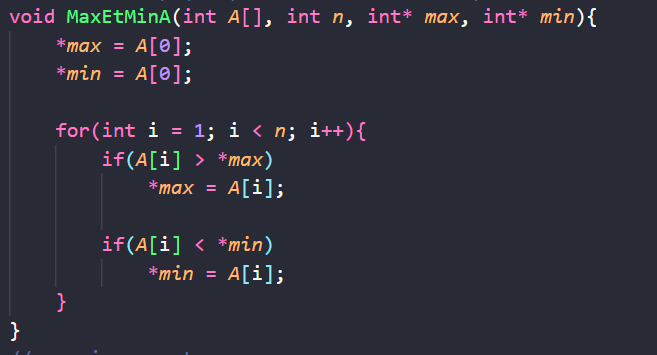 void MaxEtMinA(int A[], int n, int* max, int* min){
    *max = A[0];
    *min = A[0];

    for(int i = 1; i < n; i++){
        if(A[i] > *max)
            *max = A[i];

        if(A[i] < *min)
            *min = A[i];
    }
}